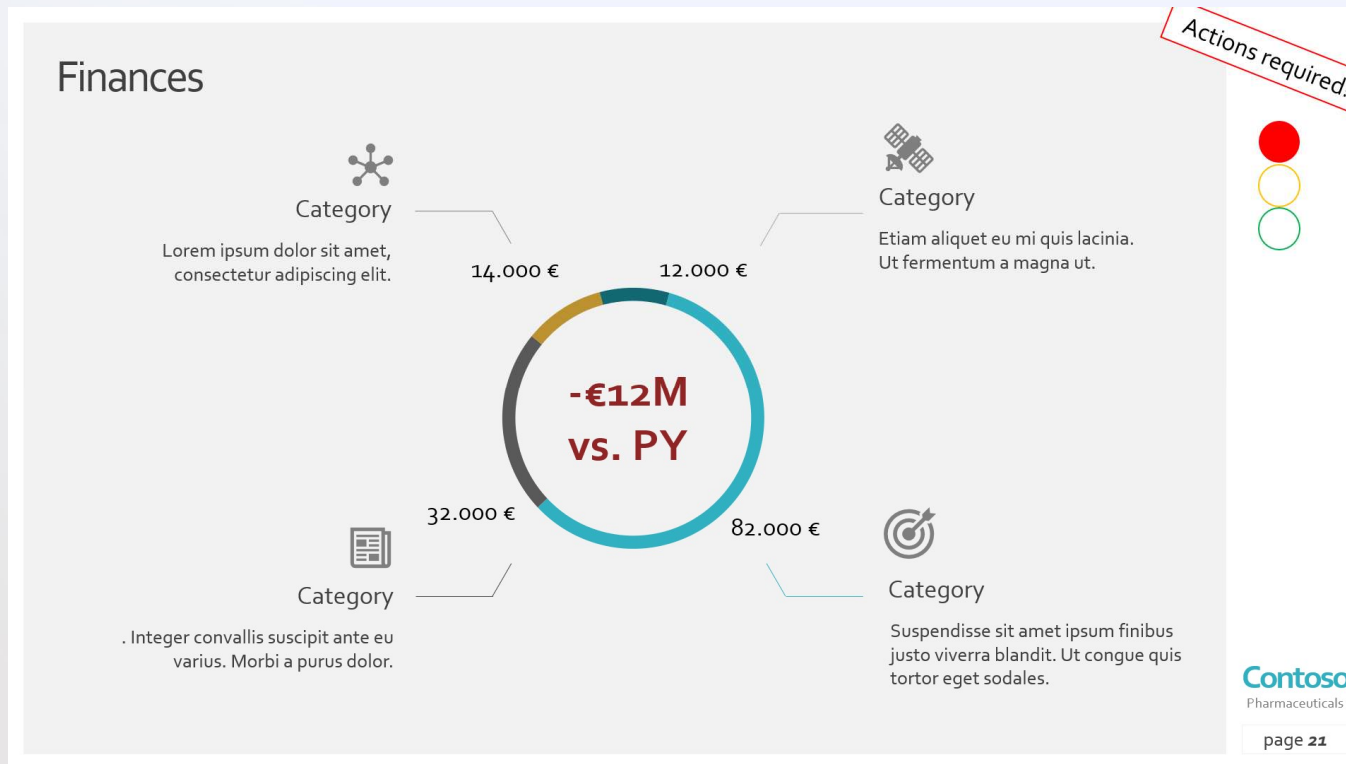 Actions required.
Finances
Category
Lorem ipsum dolor sit amet,
consectetur adipiscing elit.
Category
Etiam aliquet eu mi quis lacinia.
Ut fermentum a magna ut.
14.000 €
12.000 €
-€12M
vs. PY
32.000 €
82.000 €
Category
. Integer convallis suscipit ante eu
varius. Morbi a purus dolor.
Category
Suspendisse sit amet ipsum finibus
justo viverra blandit. Ut congue quis
tortor eget sodales.
Contoso
Pharmaceuticals
page 21